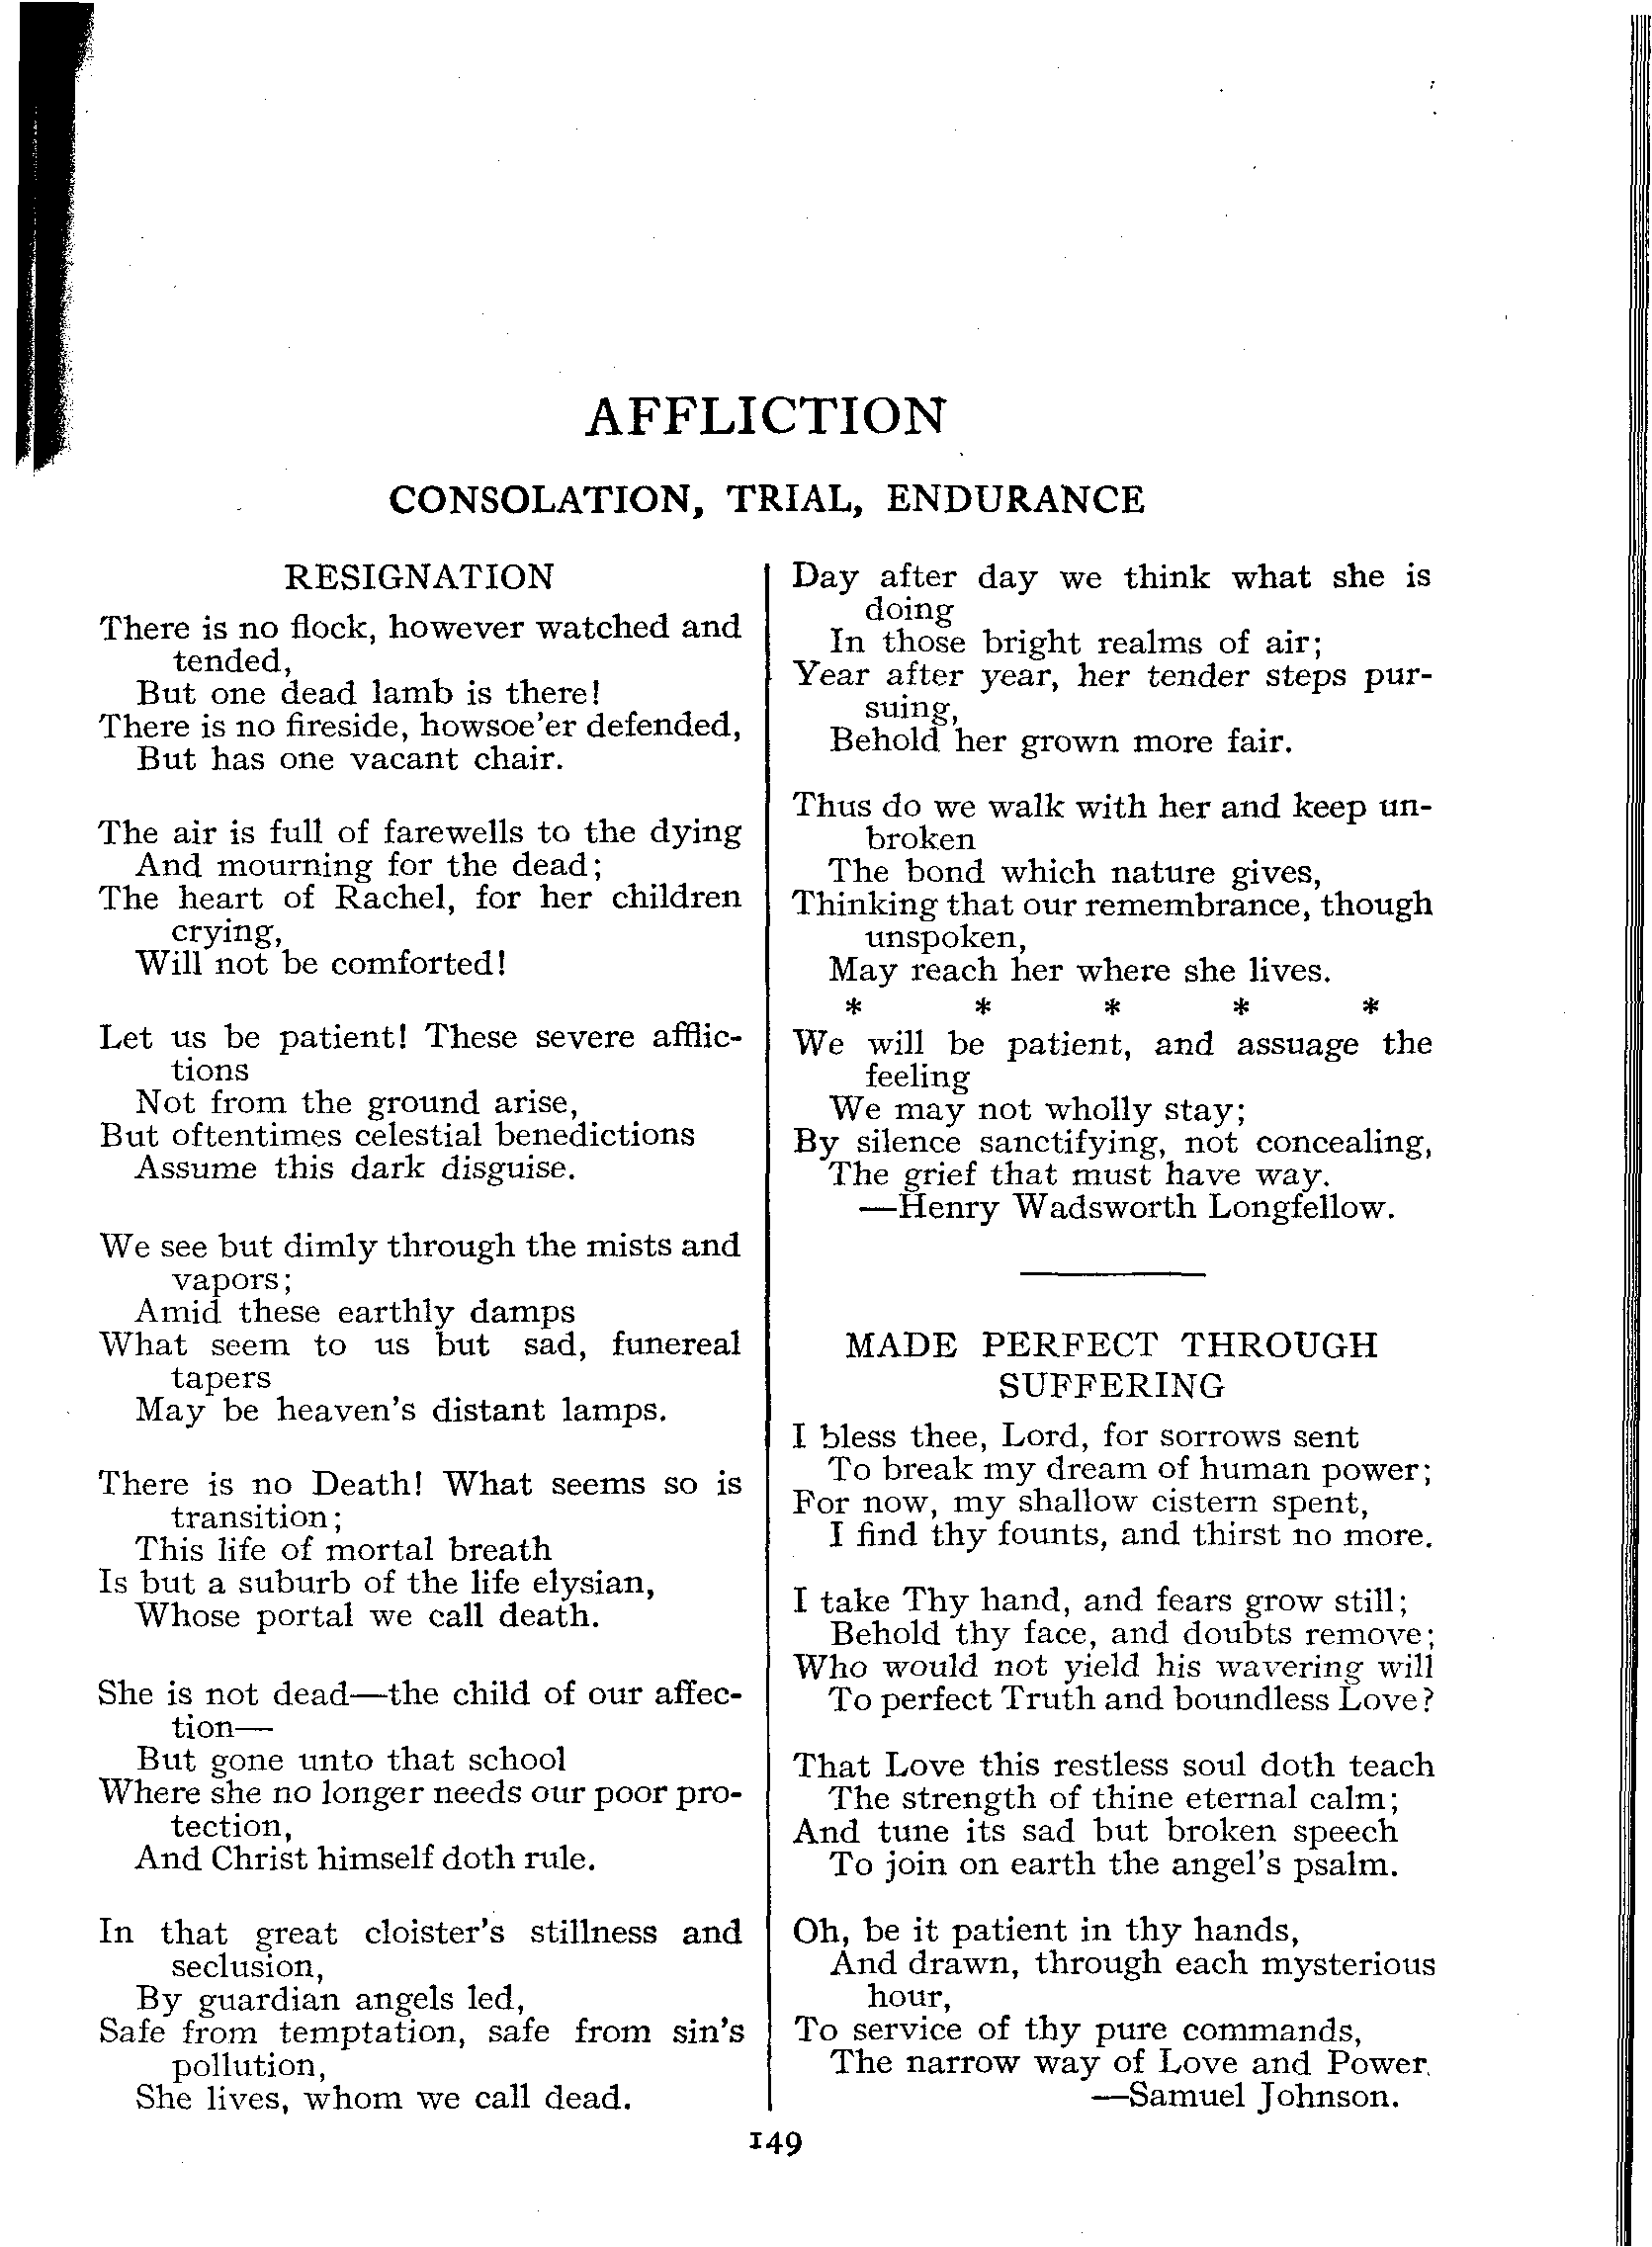 AFFLICTION
CONSOLATION, TRIAL, ENDURANCE
RESIGNATION
There is no flock, however watched and
tended,
But one dead lamb is there!
There is no fireside, howsoe'er defended,
But has one vacant chair.
The air is full of farewells to the dying
And mourning for the dead;
The heart of Rachel, for her children
crying,
Will not be comforted!
Let us be patient! These severe afflic-
tions
Not from the ground arise,
But oftentimes celestial benedictions
Assume this dark disguise.
We see but dimly through the mists and
vapors;
Amid these earthly damps
What seem to us but sad, funereal
tapers
May be heaven's distant lamps.
There is no Death! What seems so is
transition;
This life of mortal breath
Is but a suburb of the life elysian,
Whose portal we call death.
She is not dead—the child of our affec-
tion—
But gone unto that school
Where she no longer needs our poor pro-
tection,
And Christ himself doth rule.
In that great cloister's stillness and
seclusion,
By guardian angels led,
Safe from temptation, safe from sin's
pollution,
She lives, whom we call dead.
Day after day we think what she is
doing
In those bright realms of air;
Year after year, her tender steps pur-
suing,
Behold her grown more fair.
Thus do we walk with her and keep un-
broken
The bond which nature gives,
Thinking that our remembrance, though
unspoken,
May reach her where she lives.
* * * * *
We will be patient, and assuage the
feeling
We may not wholly stay;
By silence sanctifying, not concealing,
The grief that must have way.
—Henry Wadsworth Longfellow.
MADE PERFECT THROUGH
SUFFERING
I bless thee, Lord, for sorrows sent
To break my dream of human power;
For now, my shallow cistern spent,
I find thy founts, and thirst no more.
I take Thy hand, and fears grow still;
Behold thy face, and doubts remove;
Who would not yield his wavering will
To perfect Truth and boundless Love?
That Love this restless soul doth teach
The strength of thine eternal calm;
And tune its sad but broken speech
To join on earth the angel's psalm.
Oh, be it patient in thy hands,
And drawn, through each mysterious
hour,
To service of thy pure commands,
The narrow way of Love and Power.
—Samuel Johnson.
149